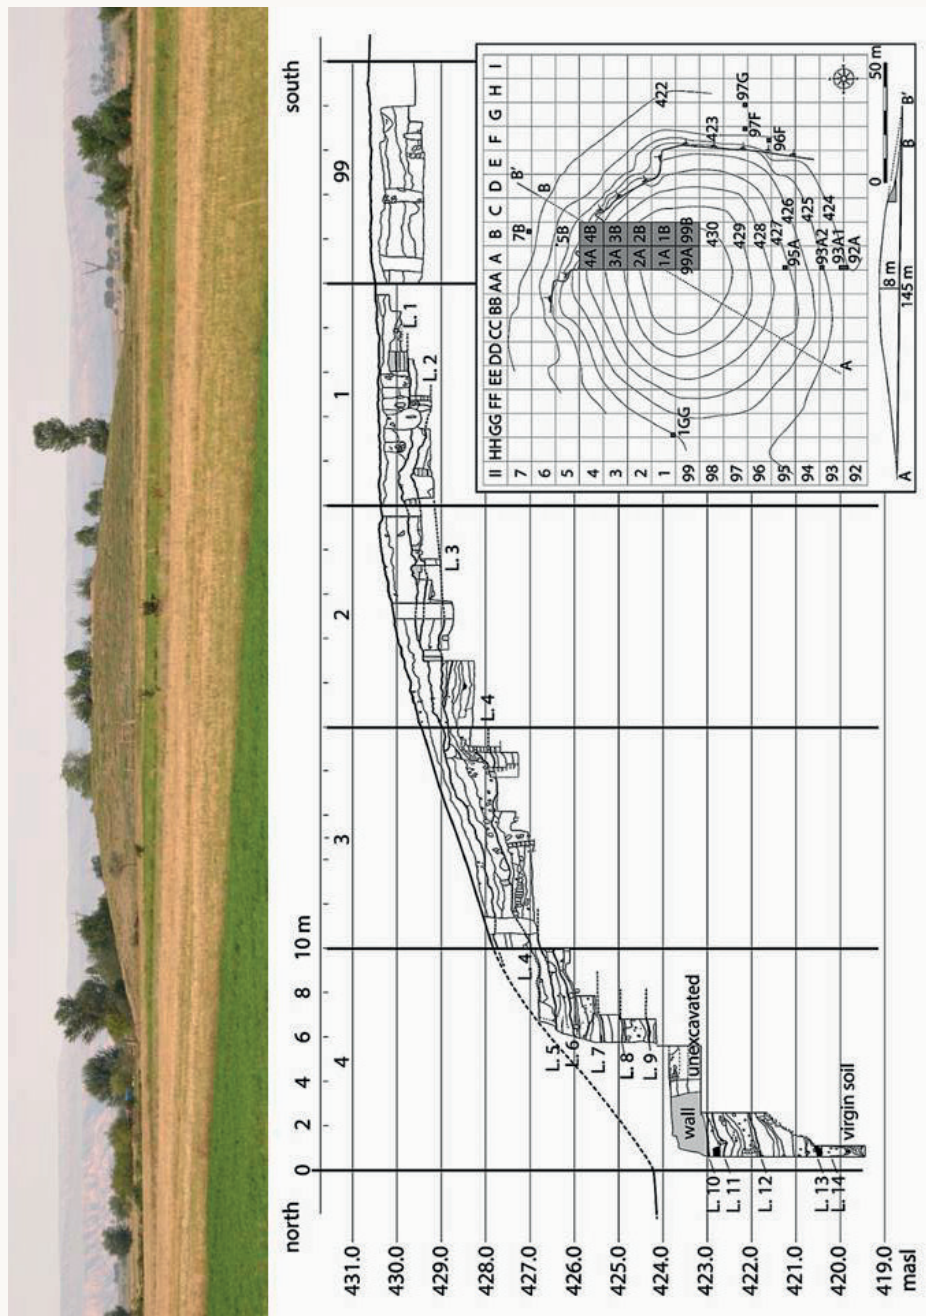 north
south
0 2 4 6 8 10 m
4 3 2 1 99
431.0
430.0
429.0
428.0
427.0
426.0
425.0
424.0
423.0
422.0
421.0
420.0
419.0
masl
L. 1
L. 2
L. 3
L. 4
L. 4
L. 5
L. 6
L. 7
L. 8
L. 9
unexcavated
wall
L. 10
L. 11
L. 12
L. 13
L. 14
virgin soil
II HH GG FF EE DD CC BB AA A B C D E F G H I
7
6
5
4
3
2
1
99
98
97
96
95
94
93
92
7B
5B
4A 4B
3A 3B
2A 2B
1A 1B
99A 99B
1GG
B'
B
A
422
423
430
429
428
427
426
425
424
97G
97F
96F
95A
93A2
93A1
92A
0 50 m
A
8 m
145 m
B
B'